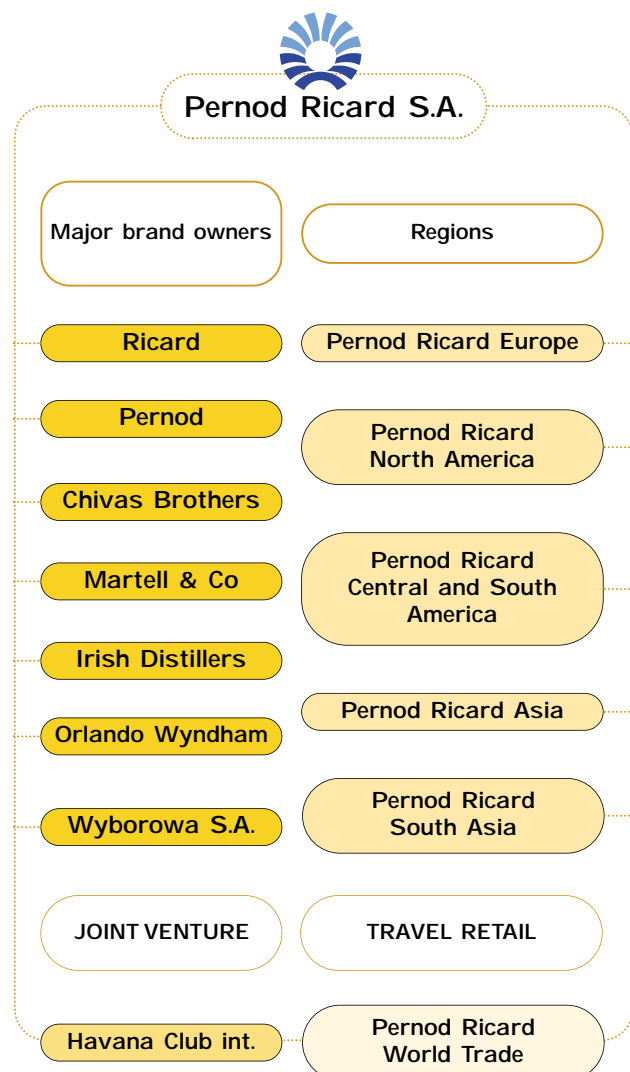 Pernod Ricard S.A.
Major brand owners
Ricard
Pernod
Chivas Brothers
Martell & Co
Irish Distillers
Orlando Wyndham
Wyborowa S.A.
JOINT VENTURE
Havana Club int.
Regions
Pernod Ricard Europe
Pernod Ricard
North America
Pernod Ricard
Central and South
America
Pernod Ricard Asia
Pernod Ricard
South Asia
TRAVEL RETAIL
Pernod Ricard
World Trade